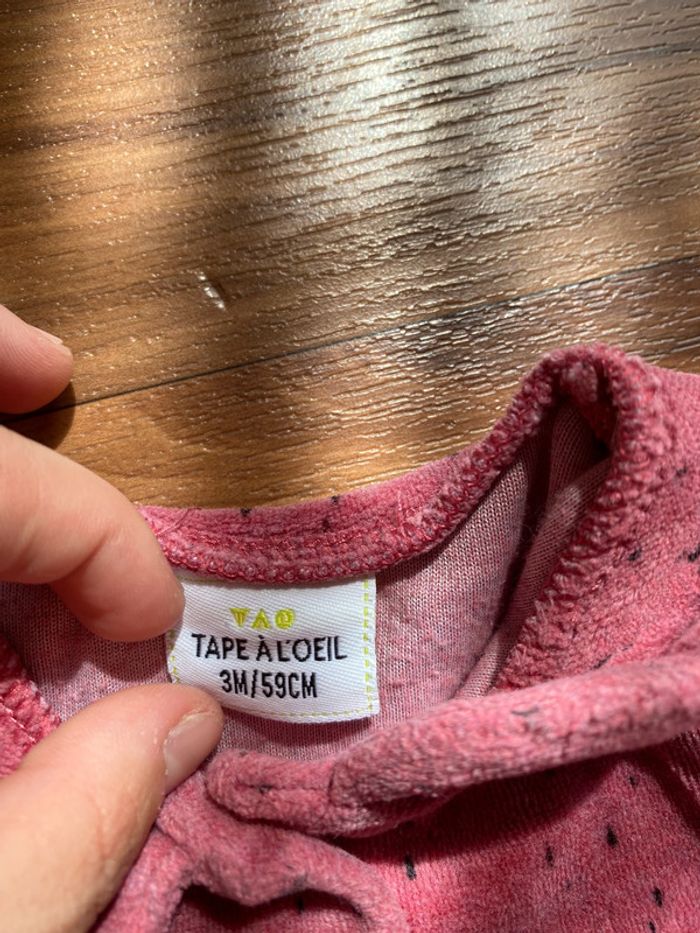 TAO
TAPE À L'OEIL
3M/59CM